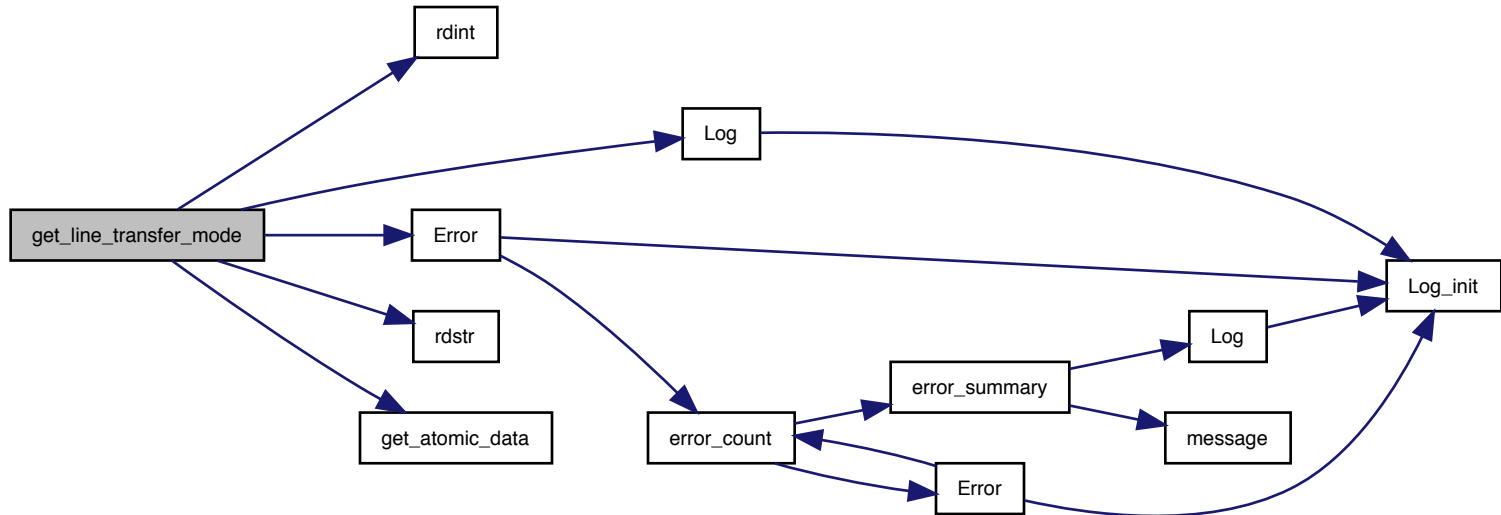 rdint
Log
get_line_transfer_mode
Error
Log_init
rdstr
Log
error_summary
get_atomic_data
error_count
message
Error